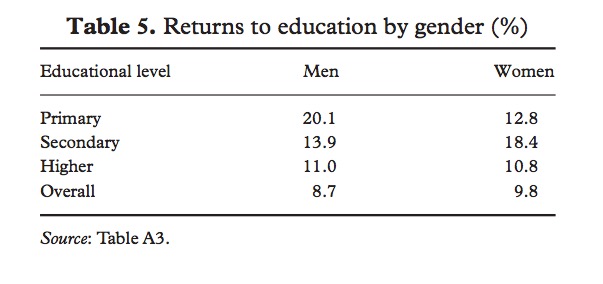 Table 5. Returns to education by gender (%)
Educational level Men Women
Primary 20.1 12.8
Secondary 13.9 18.4
Higher 11.0 10.8
Overall 8.7 9.8
Source: Table A3.